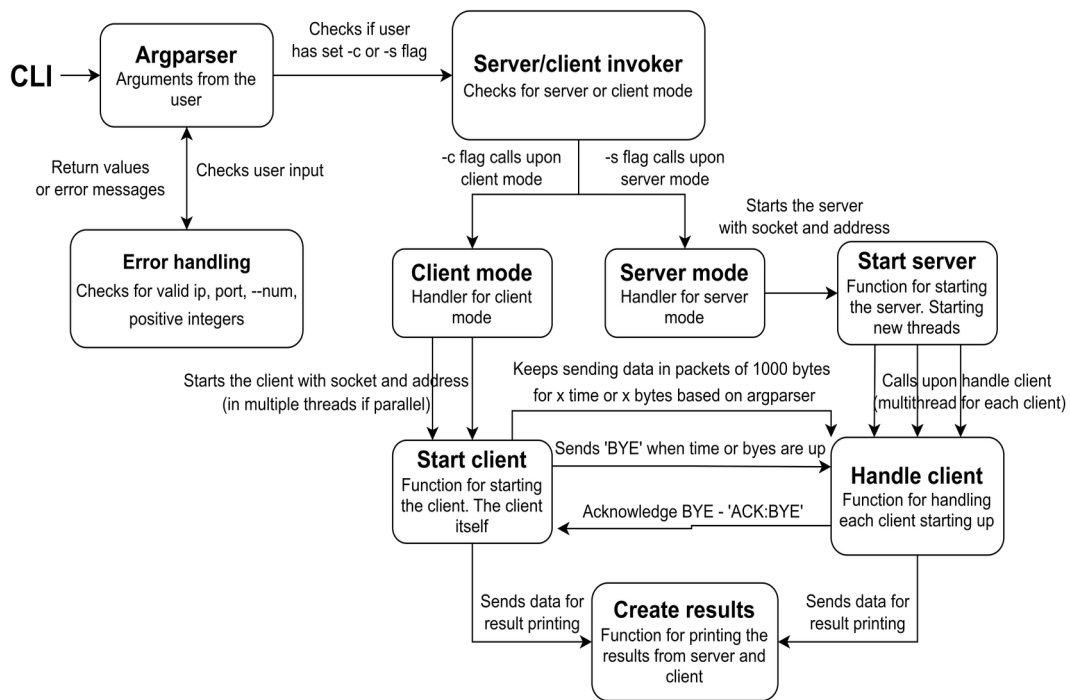 CLI
Argparser
Arguments from the
user
Checks if user
has set -c or -s flag
Server/client invoker
Checks for server or client mode
Return values
or error messages
Checks user input
-c flag calls upon
client mode
-s flag calls upon
server mode
Error handling
Checks for valid ip, port, --num,
positive integers
Client mode
Handler for client
mode
Server mode
Handler for server
mode
Starts the server
with socket and address
Start server
Function for starting
the server. Starting
new threads
Starts the client with socket and address
(in multiple threads if parallel)
Keeps sending data in packets of 1000 bytes
for x time or x bytes based on argparser
Calls upon handle client
(multithread for each client)
Start client
Function for starting
the client. The client
itself
Sends 'BYE' when time or byes are up
Acknowledge BYE - 'ACK:BYE'
Handle client
Function for handling
each client starting up
Sends data for
result printing
Create results
Function for printing the
results from server and
client
Sends data for
result printing